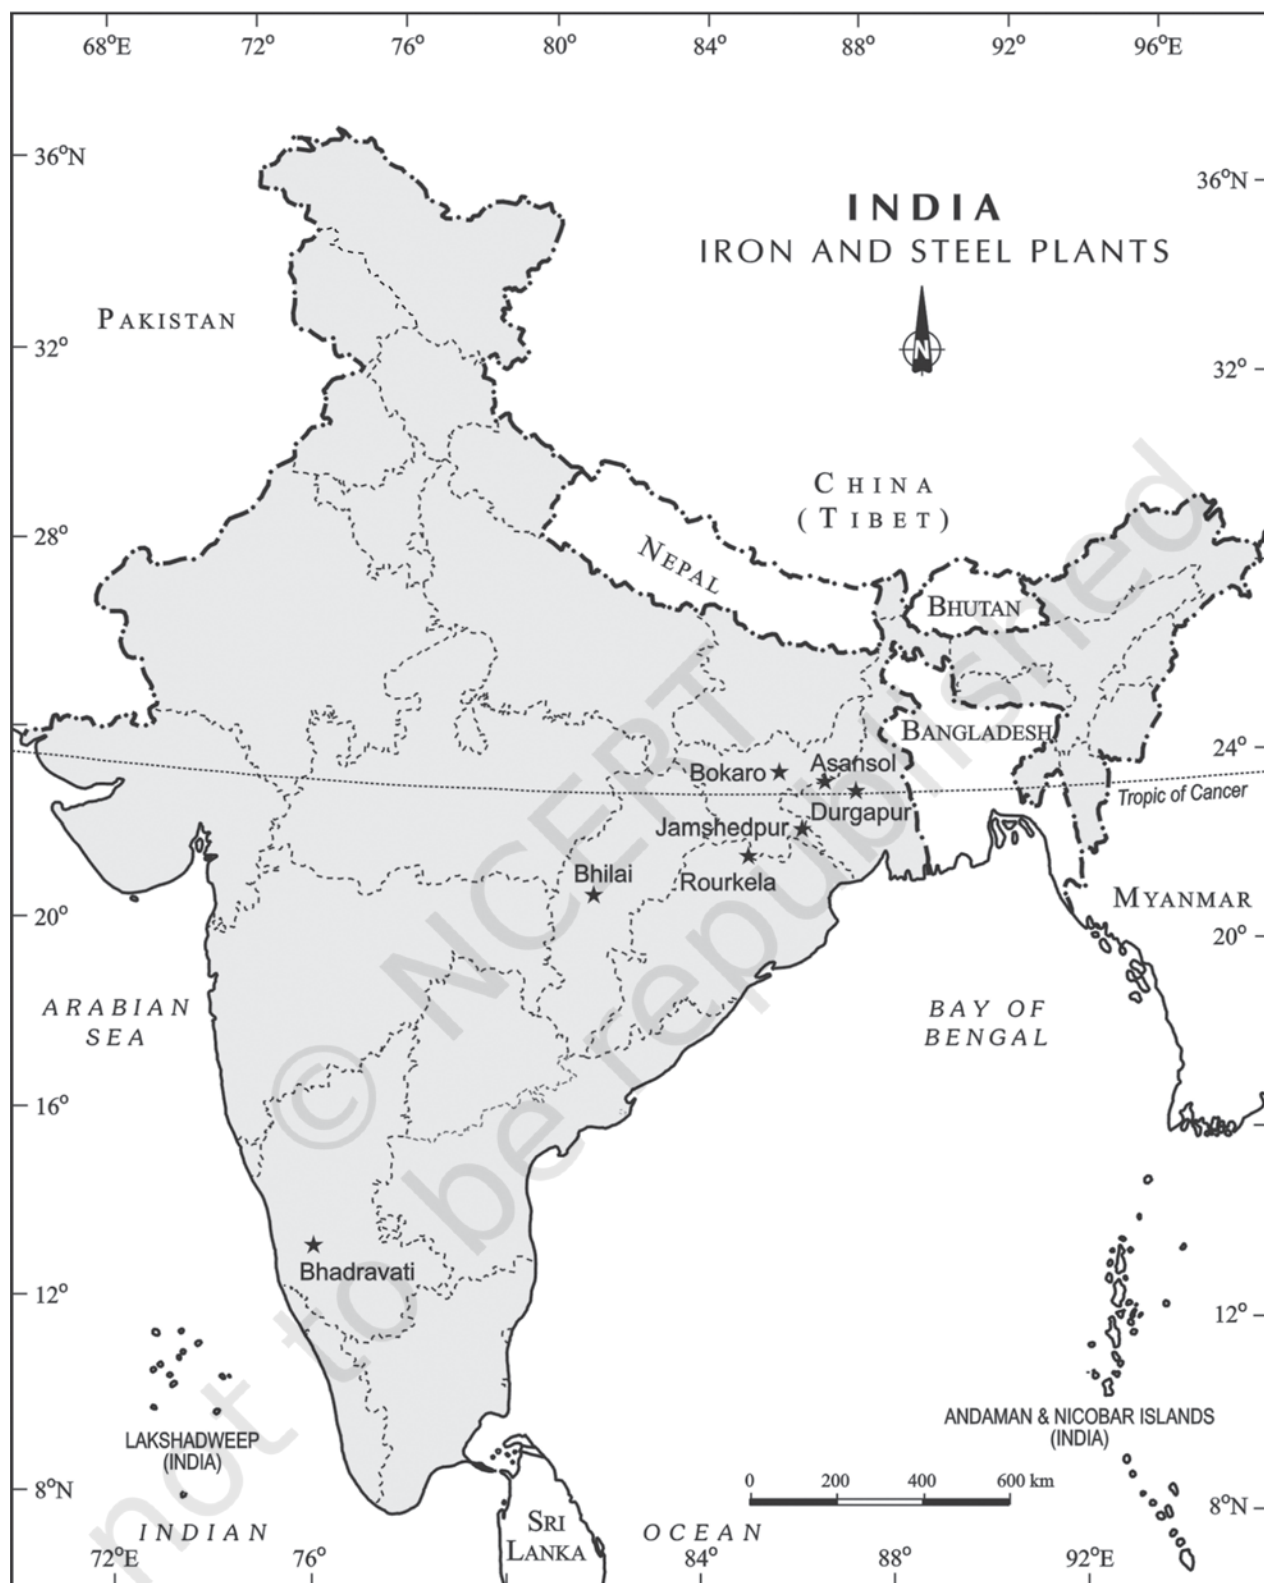 68°E 72° 76° 80° 84° 88° 92° 96°E
36°N
36°N
INDIA
IRON AND STEEL PLANTS
PAKISTAN
N
32°
32°
CHINA
(TIBET)
28°
NEPAL
BHUTAN
BANGLADESH
24°
Bokaro
Asansol
Tropic of Cancer
Durgapur
Jamshedpur
Bhilai
Rourkela
MYANMAR
20°
20°
ARABIAN
SEA
BAY OF
BENGAL
16°
Bhadravati
12°
12°
LAKSHADWEEP
(INDIA)
ANDAMAN & NICOBAR ISLANDS
(INDIA)
0 200 400 600 km
8°N
8°N
INDIAN
SRI
LANKA
OCEAN
72°E 76° 84° 88° 92°E
© NCERT
not to be republished